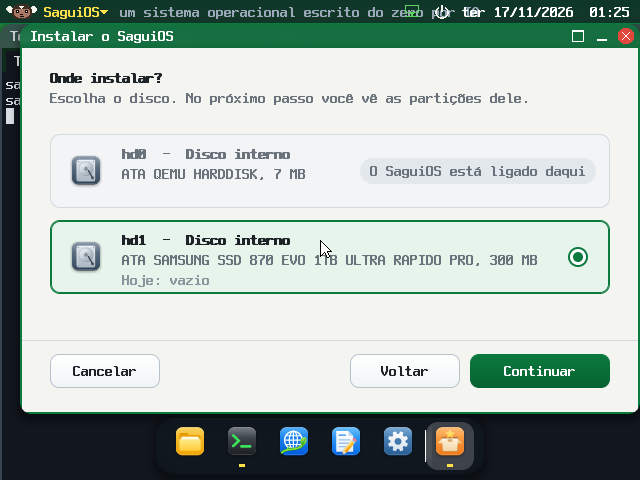 SaguiOS um sistema operacional escrito do zero por ter 17/11/2026 01:25
Instalar o SaguiOS
Onde instalar?
Escolha o disco. No próximo passo você vê as partições dele.
hd0 – Disco interno
ATA QEMU HARDDISK, 7 MB
O SaguiOS está ligado daqui
hd1 – Disco interno
ATA SAMSUNG SSD 870 EVO 1TB ULTRA RAPIDO PRO, 300 MB
Hoje: vazio
Cancelar
Voltar
Continuar